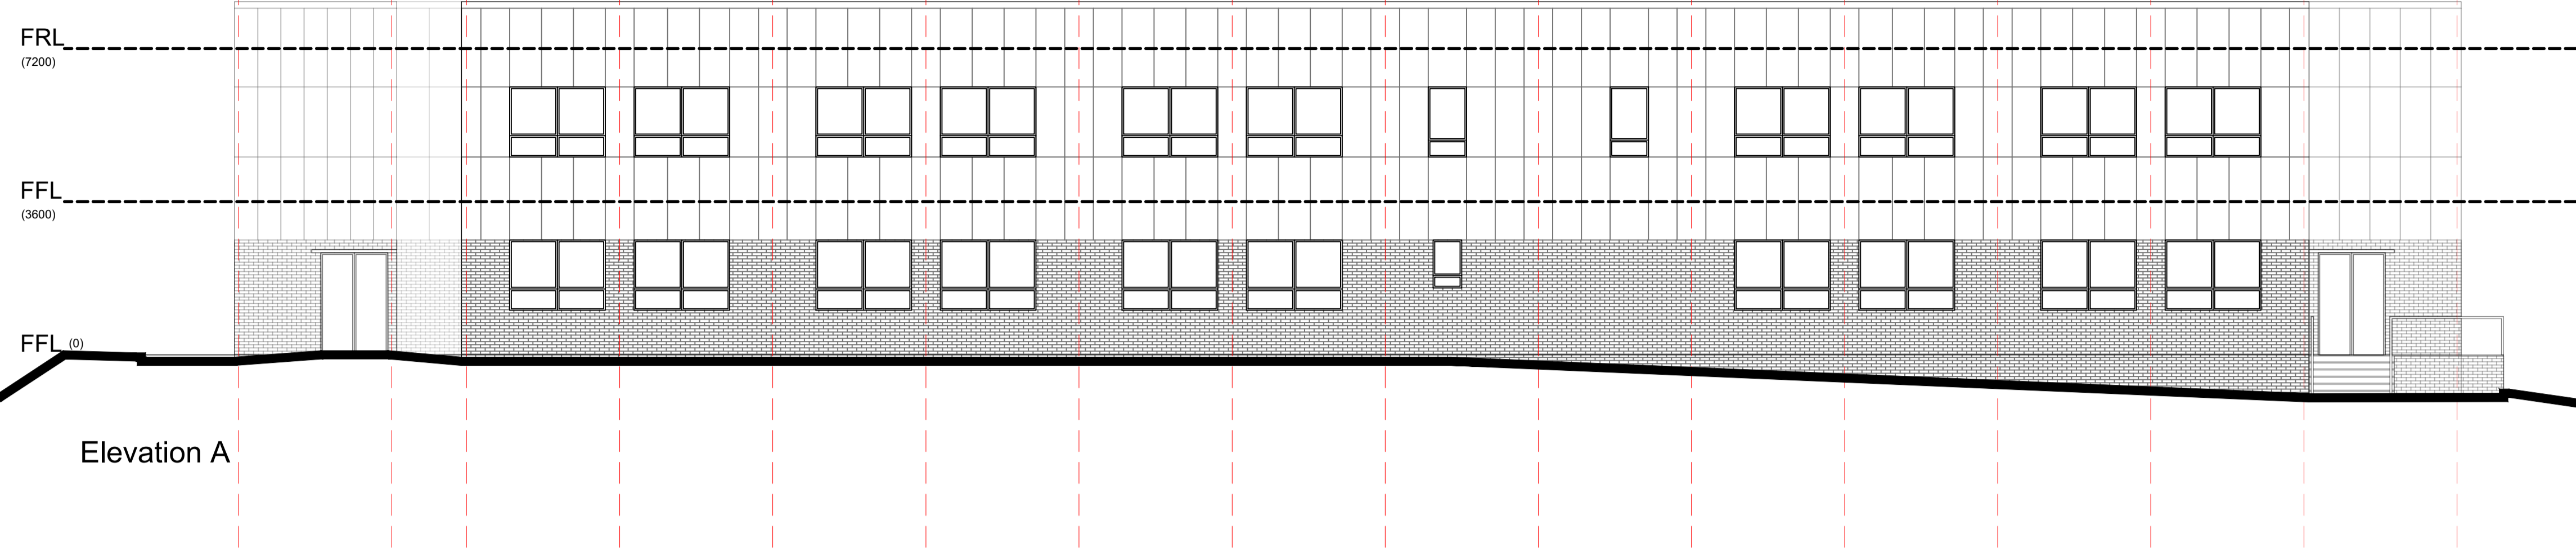 FRL
(7200)
FFL
(3600)
FFL (0)
Elevation A